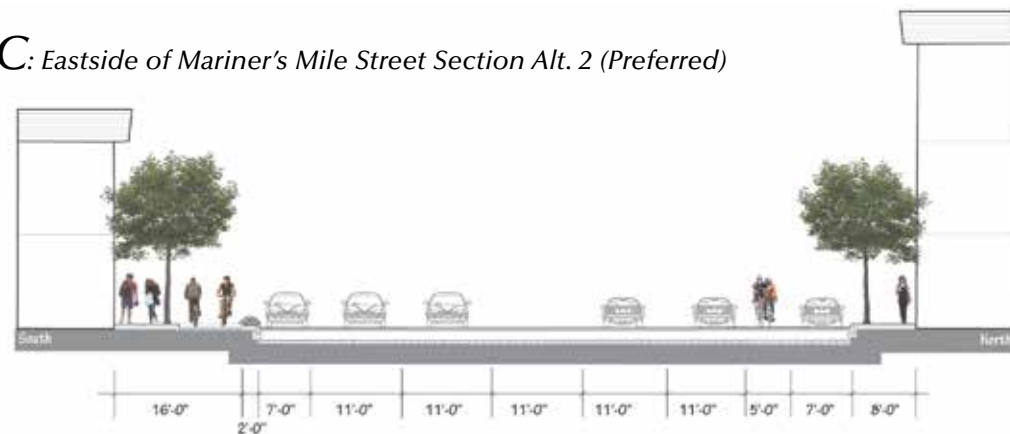 C: Eastside of Mariner's Mile Street Section Alt. 2 (Preferred)
South North
16'-0" 7'-0" 11'-0" 11'-0" 11'-0" 11'-0" 11'-0" 5'-0" 7'-0" 8'-0"
2'-0"